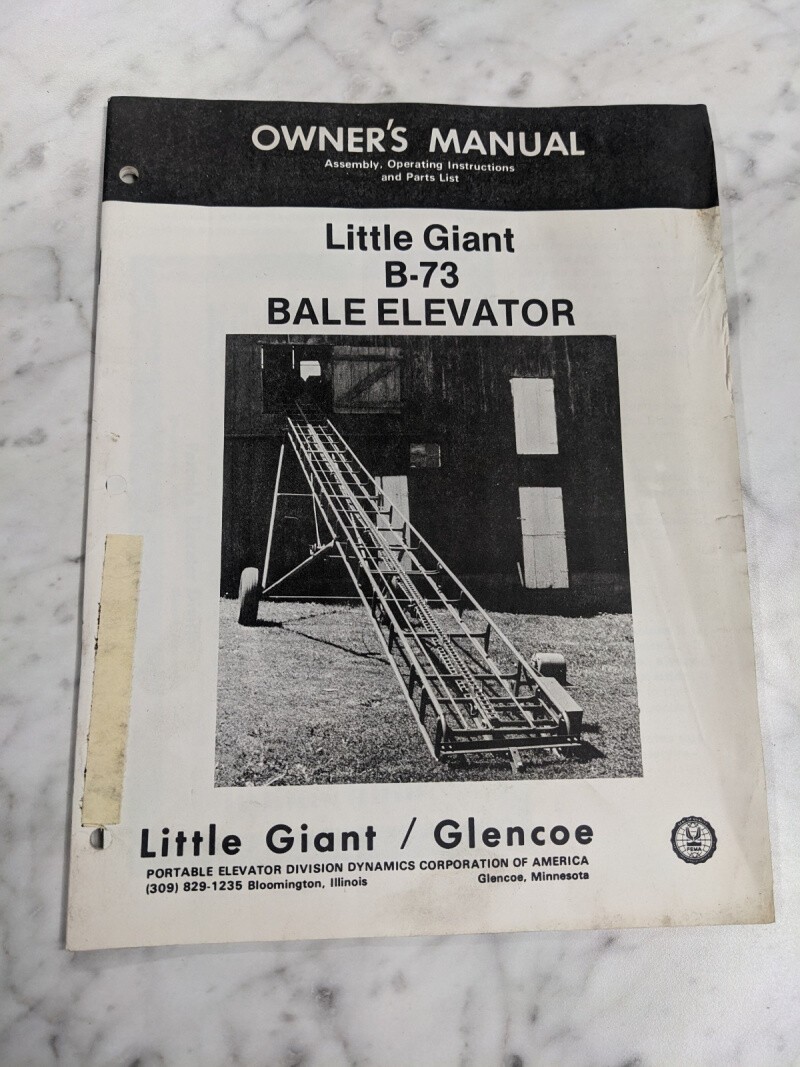 OWNER'S MANUAL
Assembly, Operating Instructions
and Parts List
Little Giant
B-73
BALE ELEVATOR
Little Giant / Glencoe
PORTABLE ELEVATOR DIVISION DYNAMICS CORPORATION OF AMERICA
(309) 829-1235 Bloomington, Illinois Glencoe, Minnesota
FEMA